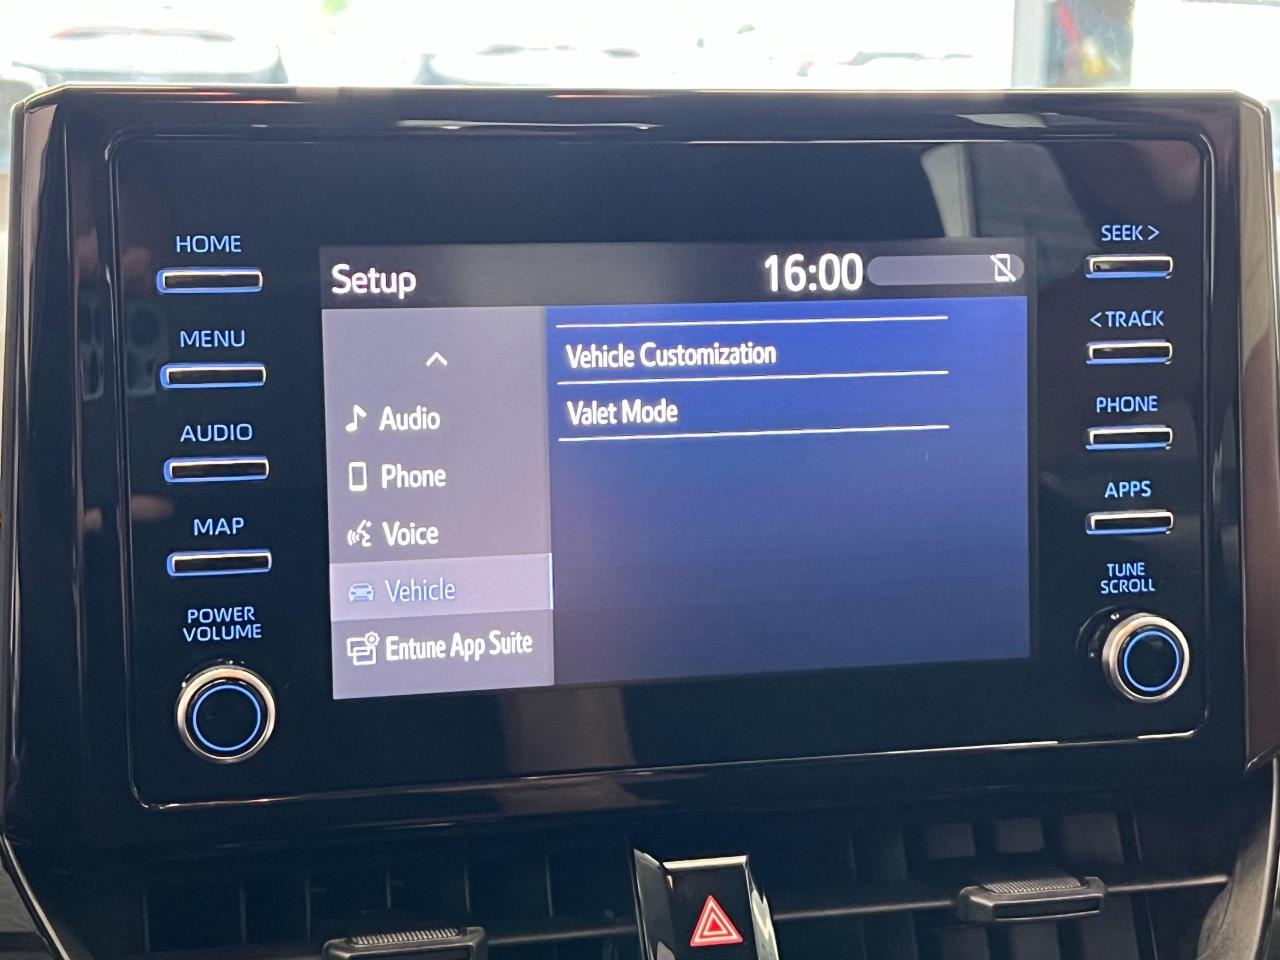 HOME
MENU
AUDIO
MAP
POWER
VOLUME
Setup
16:00
Audio
Phone
Voice
Vehicle
Entune App Suite
Vehicle Customization
Valet Mode
SEEK >
< TRACK
PHONE
APPS
TUNE
SCROLL